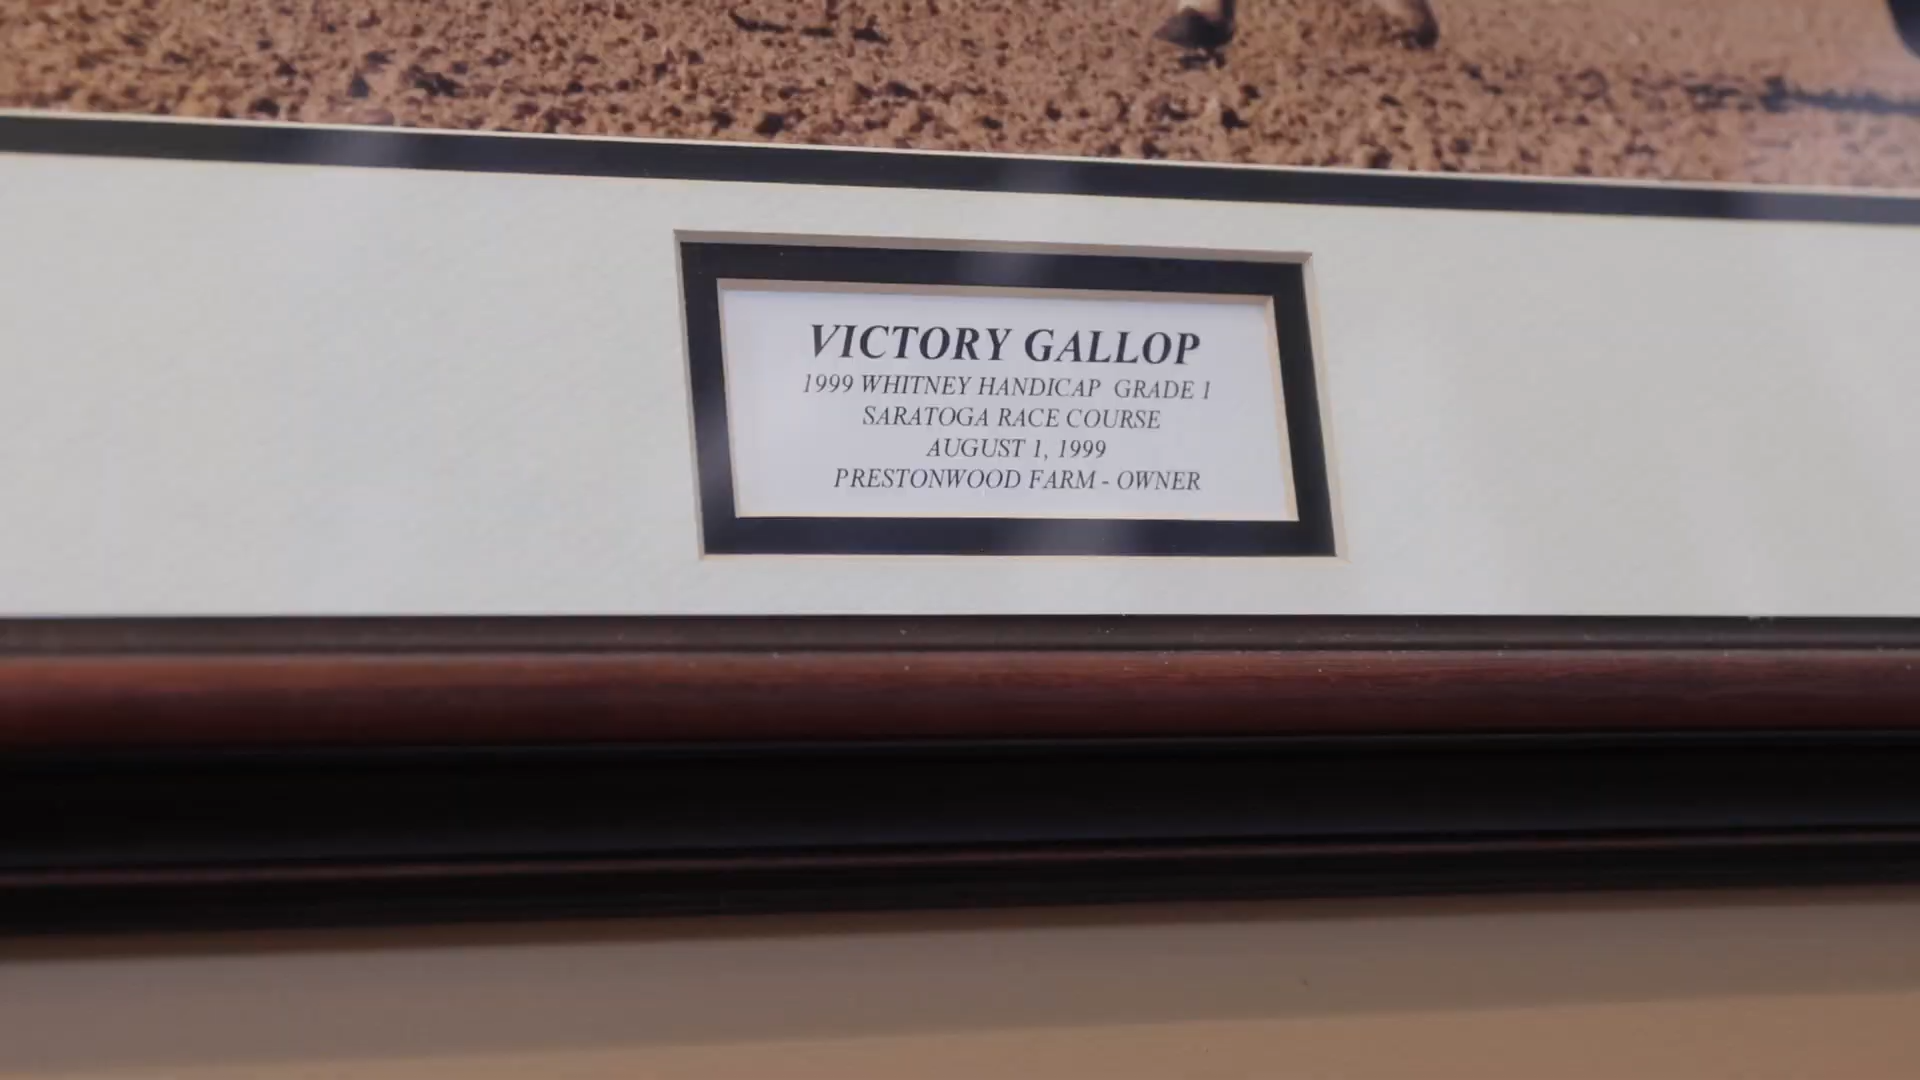 VICTORY GALLOP
1999 WHITNEY HANDICAP GRADE 1
SARATOGA RACE COURSE
AUGUST 1, 1999
PRESTONWOOD FARM - OWNER